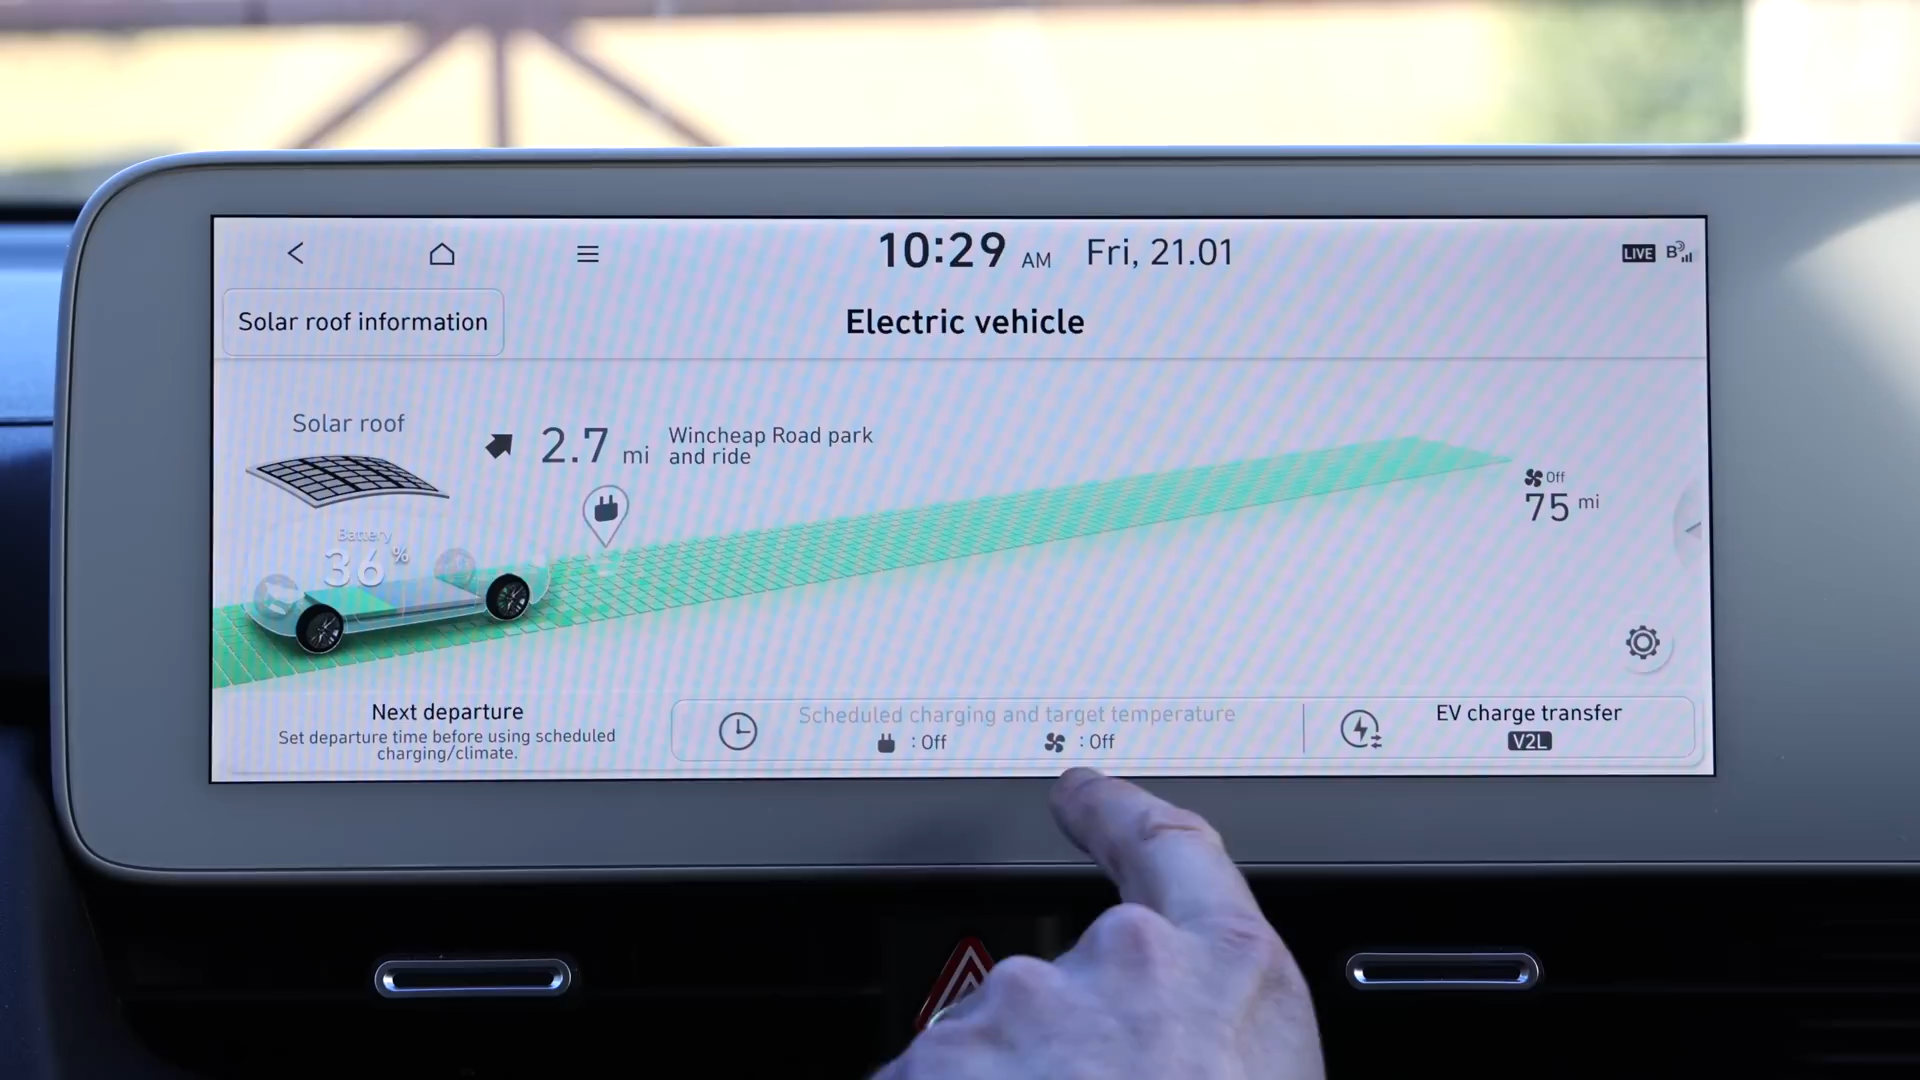 10:29 AM Fri, 21.01
LIVE B
Solar roof information
Electric vehicle
Solar roof
2.7 mi
Wincheap Road park
and ride
Off
75 mi
Battery
36 %
Next departure
Set departure time before using scheduled
charging/climate.
Scheduled charging and target temperature
: Off : Off
EV charge transfer
V2L